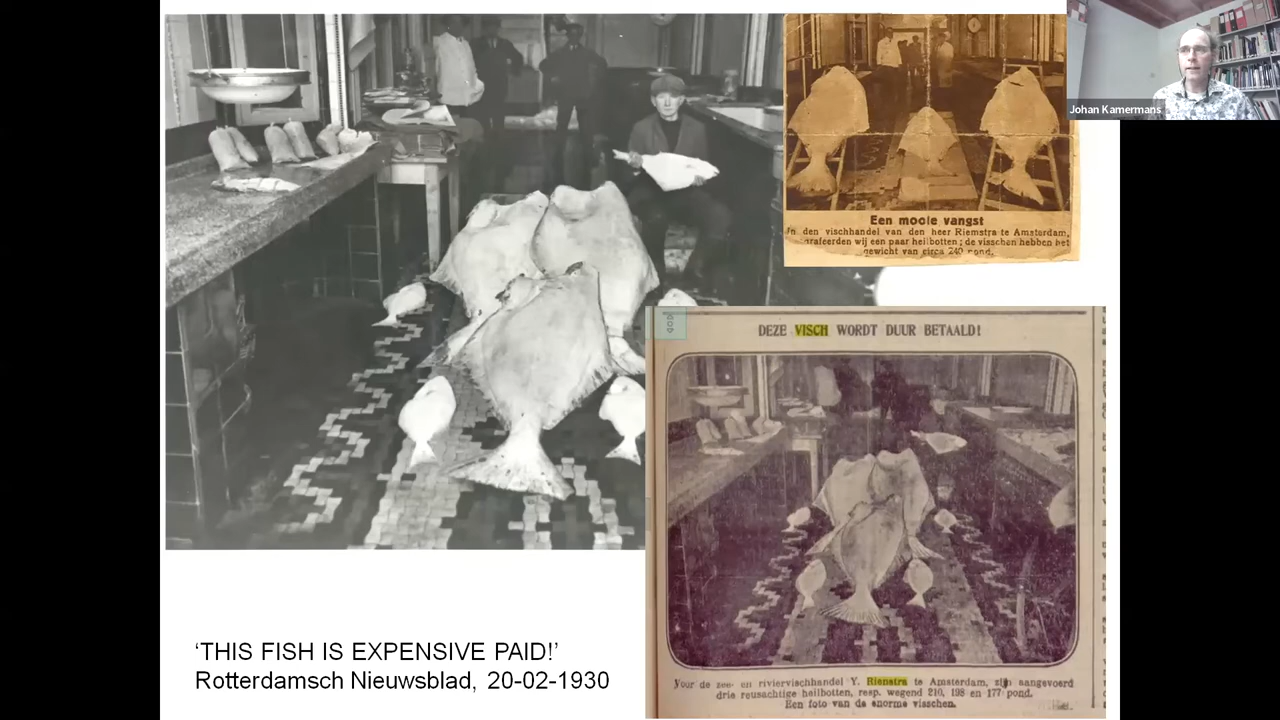 Johan Kamermans
Een mooie vangst
In den vischhandel van den heer Riemstra te Amsterdam,
grafeerden wij een paar heilbotten; de visschen hebben het
gewicht van circa 240 pond.
DEZE VISCH WORDT DUUR BETAALD!
Voor de zee- en riviervischhandel Y. Rienstra te Amsterdam, zijn aangevoerd
drie reusachtige heilbotten, resp. wegend 210, 198 en 177 pond.
Een foto van de enorme visschen.
‘THIS FISH IS EXPENSIVE PAID!’
Rotterdamsch Nieuwsblad, 20-02-1930